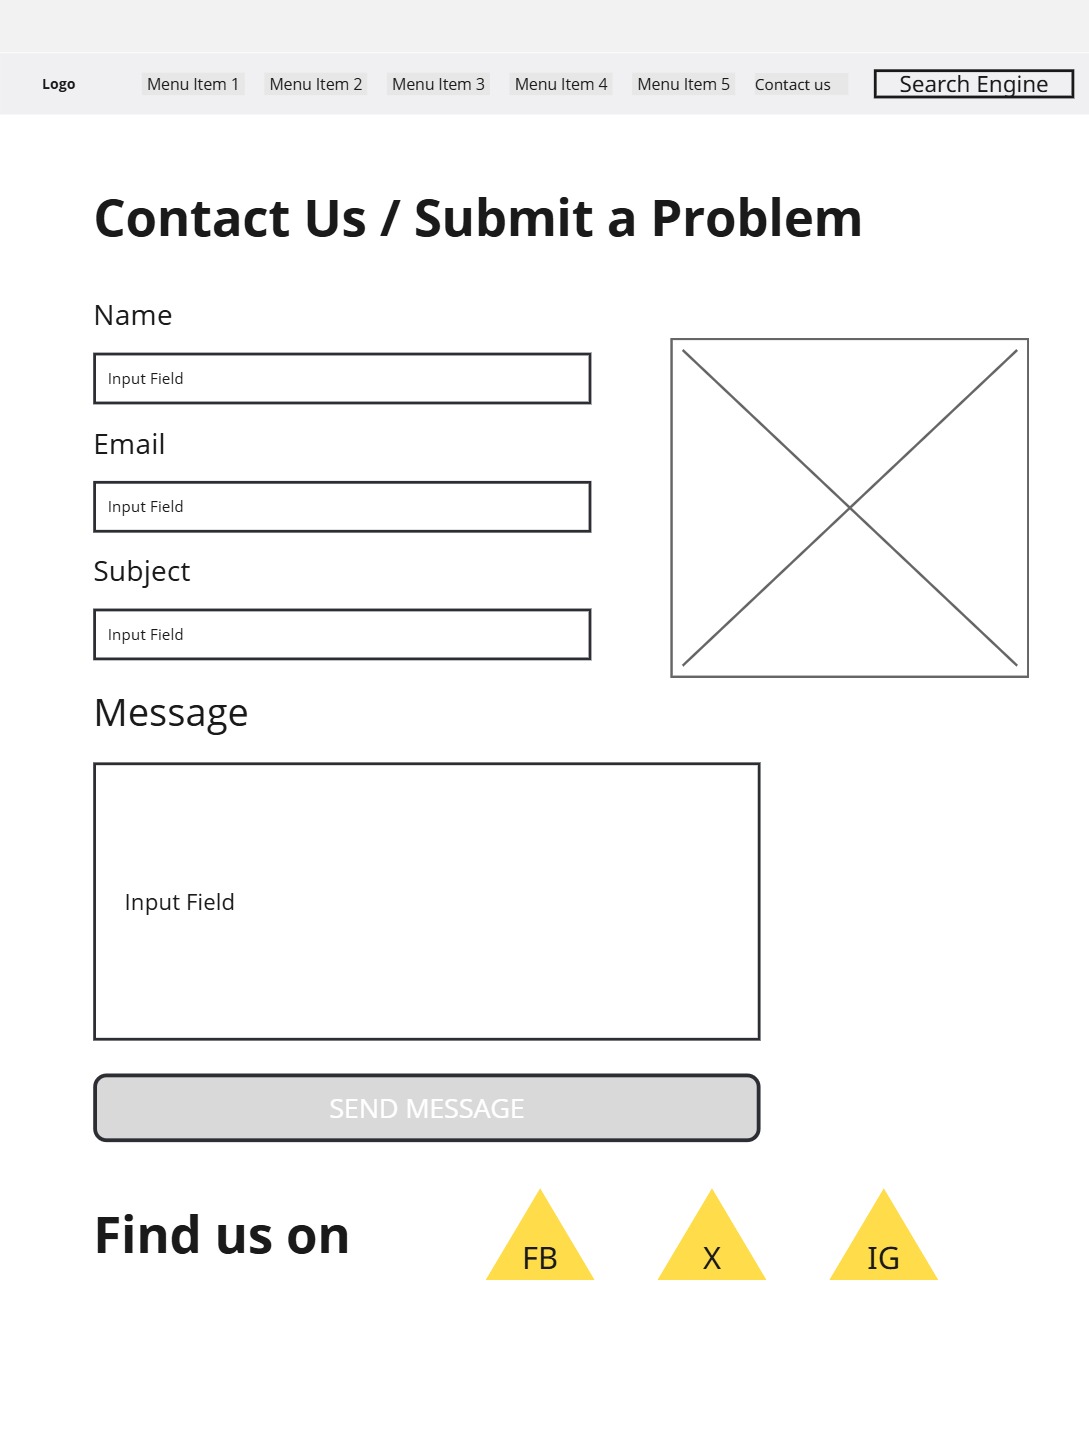 Logo Menu Item 1 Menu Item 2 Menu Item 3 Menu Item 4 Menu Item 5 Contact us Search Engine
Contact Us / Submit a Problem
Name
Input Field
Email
Input Field
Subject
Input Field
Message
Input Field
SEND MESSAGE
Find us on FB X IG